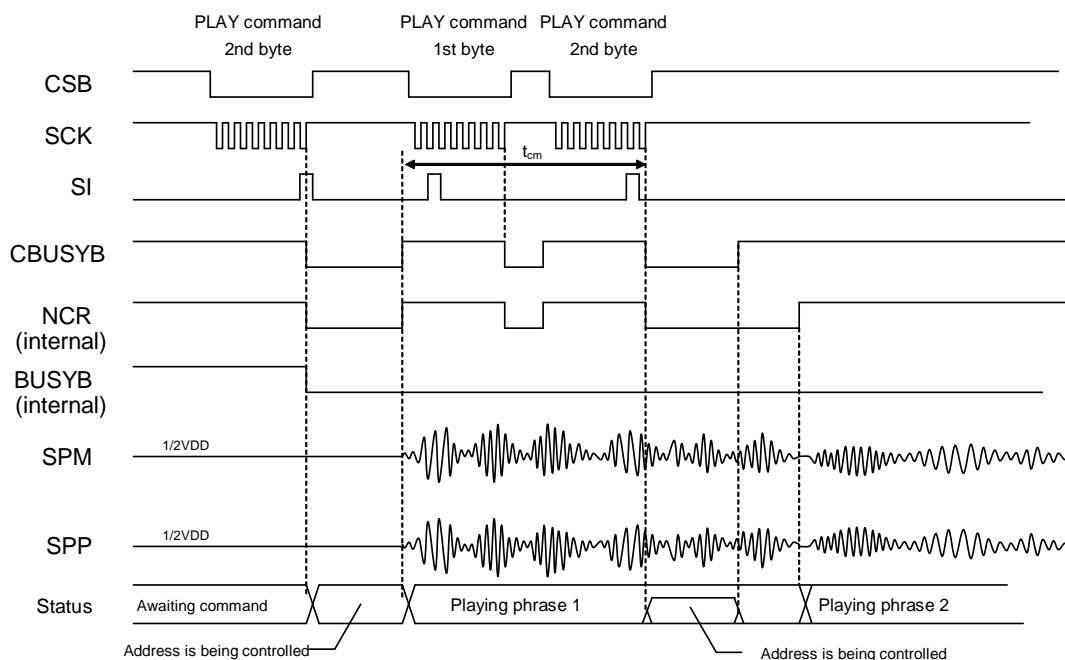 PLAY command
2nd byte
PLAY command
1st byte
PLAY command
2nd byte
CSB
SCK
tcm
SI
CBUSYB
NCR
(internal)
BUSYB
(internal)
1/2VDD
SPM
1/2VDD
SPP
Status
Awaiting command
Playing phrase 1
Playing phrase 2
Address is being controlled
Address is being controlled